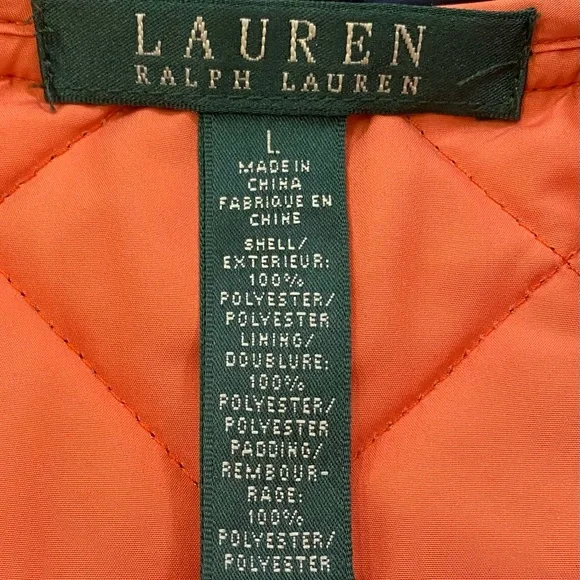 LAUREN
RALPH LAUREN
L
MADE IN
CHINA
FABRIQUE EN
CHINE
SHELL/
EXTERIEUR:
100%
POLYESTER/
POLYESTER
LINING/
DOUBLURE:
100%
POLYESTER/
POLYESTER
PADDING/
REMBOUR-
RAGE:
100%
POLYESTER/
POLYESTER